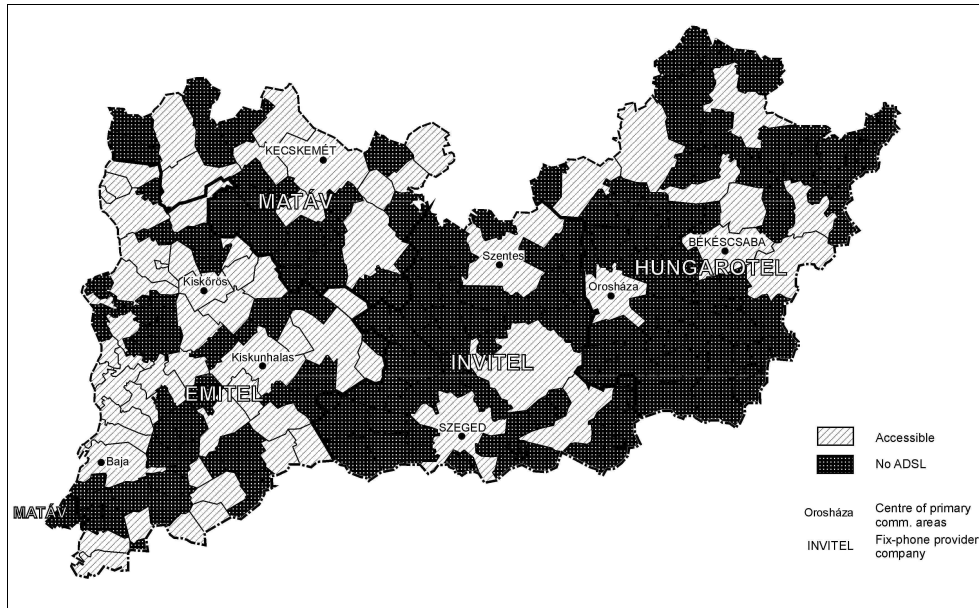 KECSKEMÉT
MATÁV
Szentes
BÉKÉSCSABA
HUNGAROTEL
Kiskőrös
Orosháza
Kiskunhalas
INVITEL
EMITEL
SZEGED
Baja
MATÁV
Accessible
No ADSL
Orosháza
Centre of primary
comm. areas
INVITEL
Fix-phone provider
company